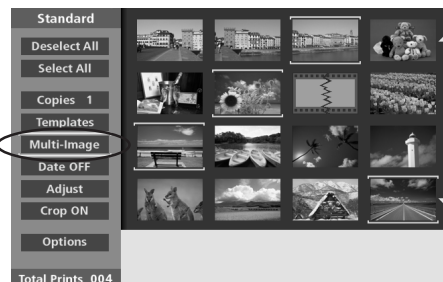 Standard
Deselect All
Select All
Copies 1
Templates
Multi-Image
Date OFF
Adjust
Crop ON
Options
Total Prints 004